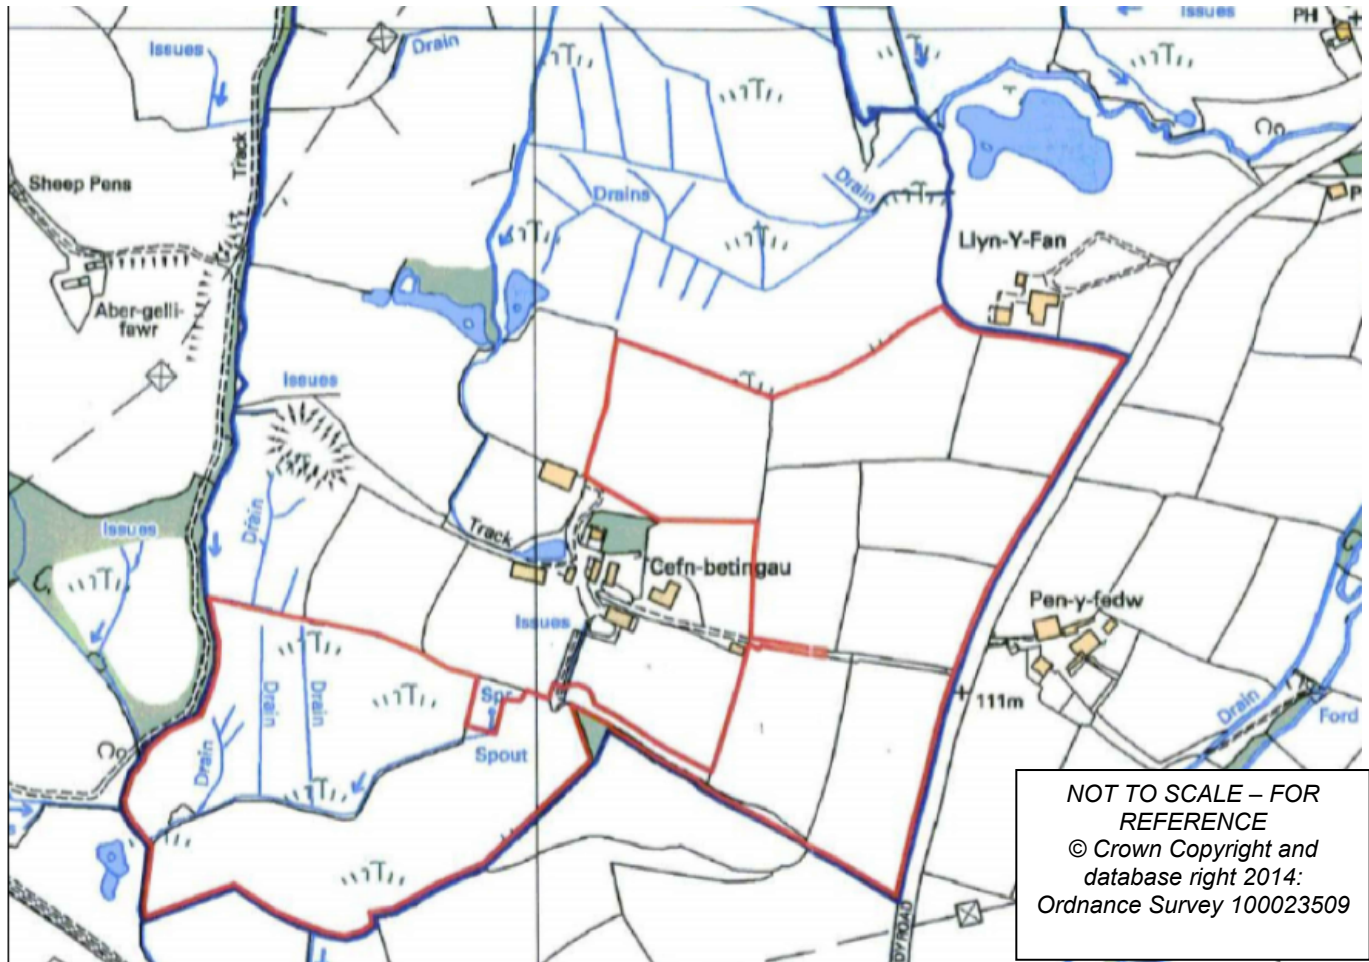 Issues
PH
Issues
Drain
Track
Sheep Pens
Drain
Drains
Llyn-Y-Fan
Aber-gelli-
fawr
Issues
Drain
Issues
Track
Cefn-betingau
Pen-y-fedw
Issues
Spr
111m
Drain
Drain
Drain
Ford
Drain
Spout
NOT TO SCALE – FOR
REFERENCE
© Crown Copyright and
database right 2014:
Ordnance Survey 100023509
ROAD